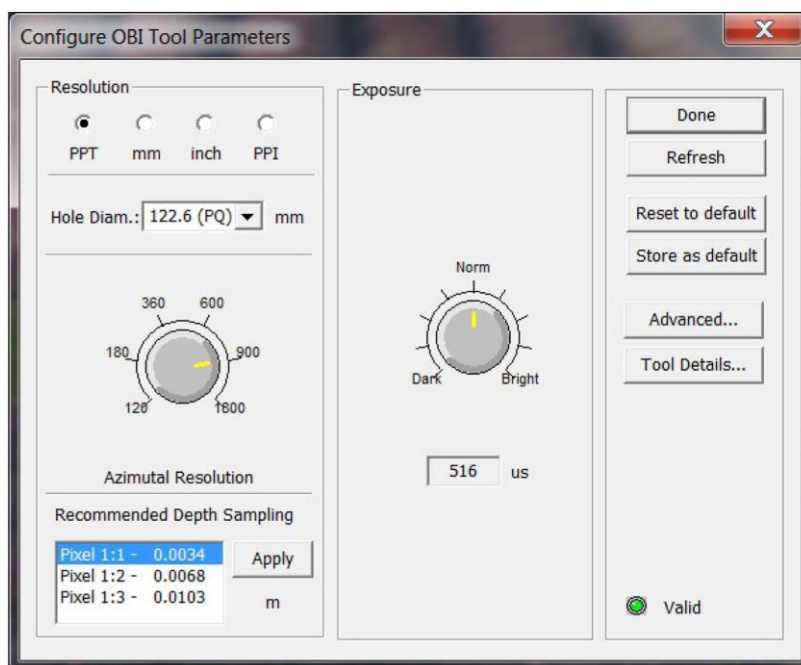 Configure OBI Tool Parameters
X
Resolution
PPT mm inch PPI
Hole Diam.: 122.6 (PQ) mm
360 600
180 900
120 1800
Azimutal Resolution
Recommended Depth Sampling
Pixel 1:1 - 0.0034
Pixel 1:2 - 0.0068
Pixel 1:3 - 0.0103
Apply
m
Exposure
Norm
Dark Bright
516 us
Done
Refresh
Reset to default
Store as default
Advanced...
Tool Details...
Valid